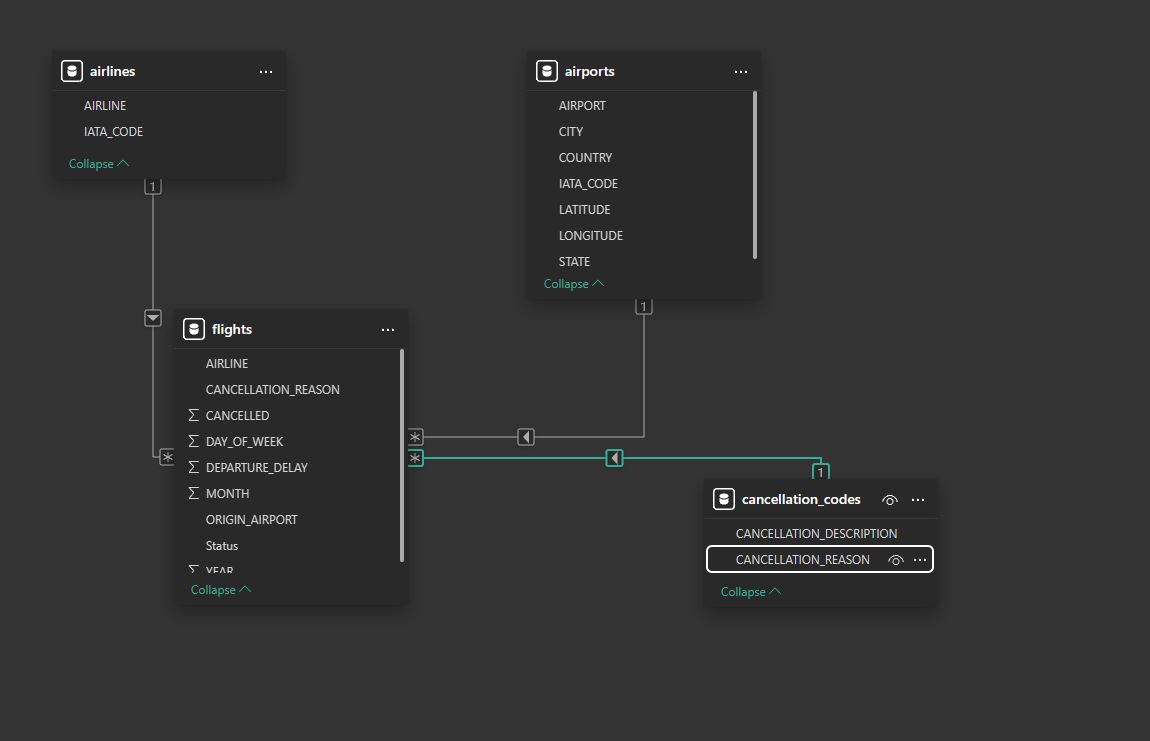 airlines
AIRLINE
IATA_CODE
Collapse
1
airports
AIRPORT
CITY
COUNTRY
IATA_CODE
LATITUDE
LONGITUDE
STATE
Collapse
1
flights
AIRLINE
CANCELLATION_REASON
CANCELLED
DAY_OF_WEEK
DEPARTURE_DELAY
MONTH
ORIGIN_AIRPORT
Status
YEAR
Collapse
*
*
*
1
cancellation_codes
CANCELLATION_DESCRIPTION
CANCELLATION_REASON
Collapse